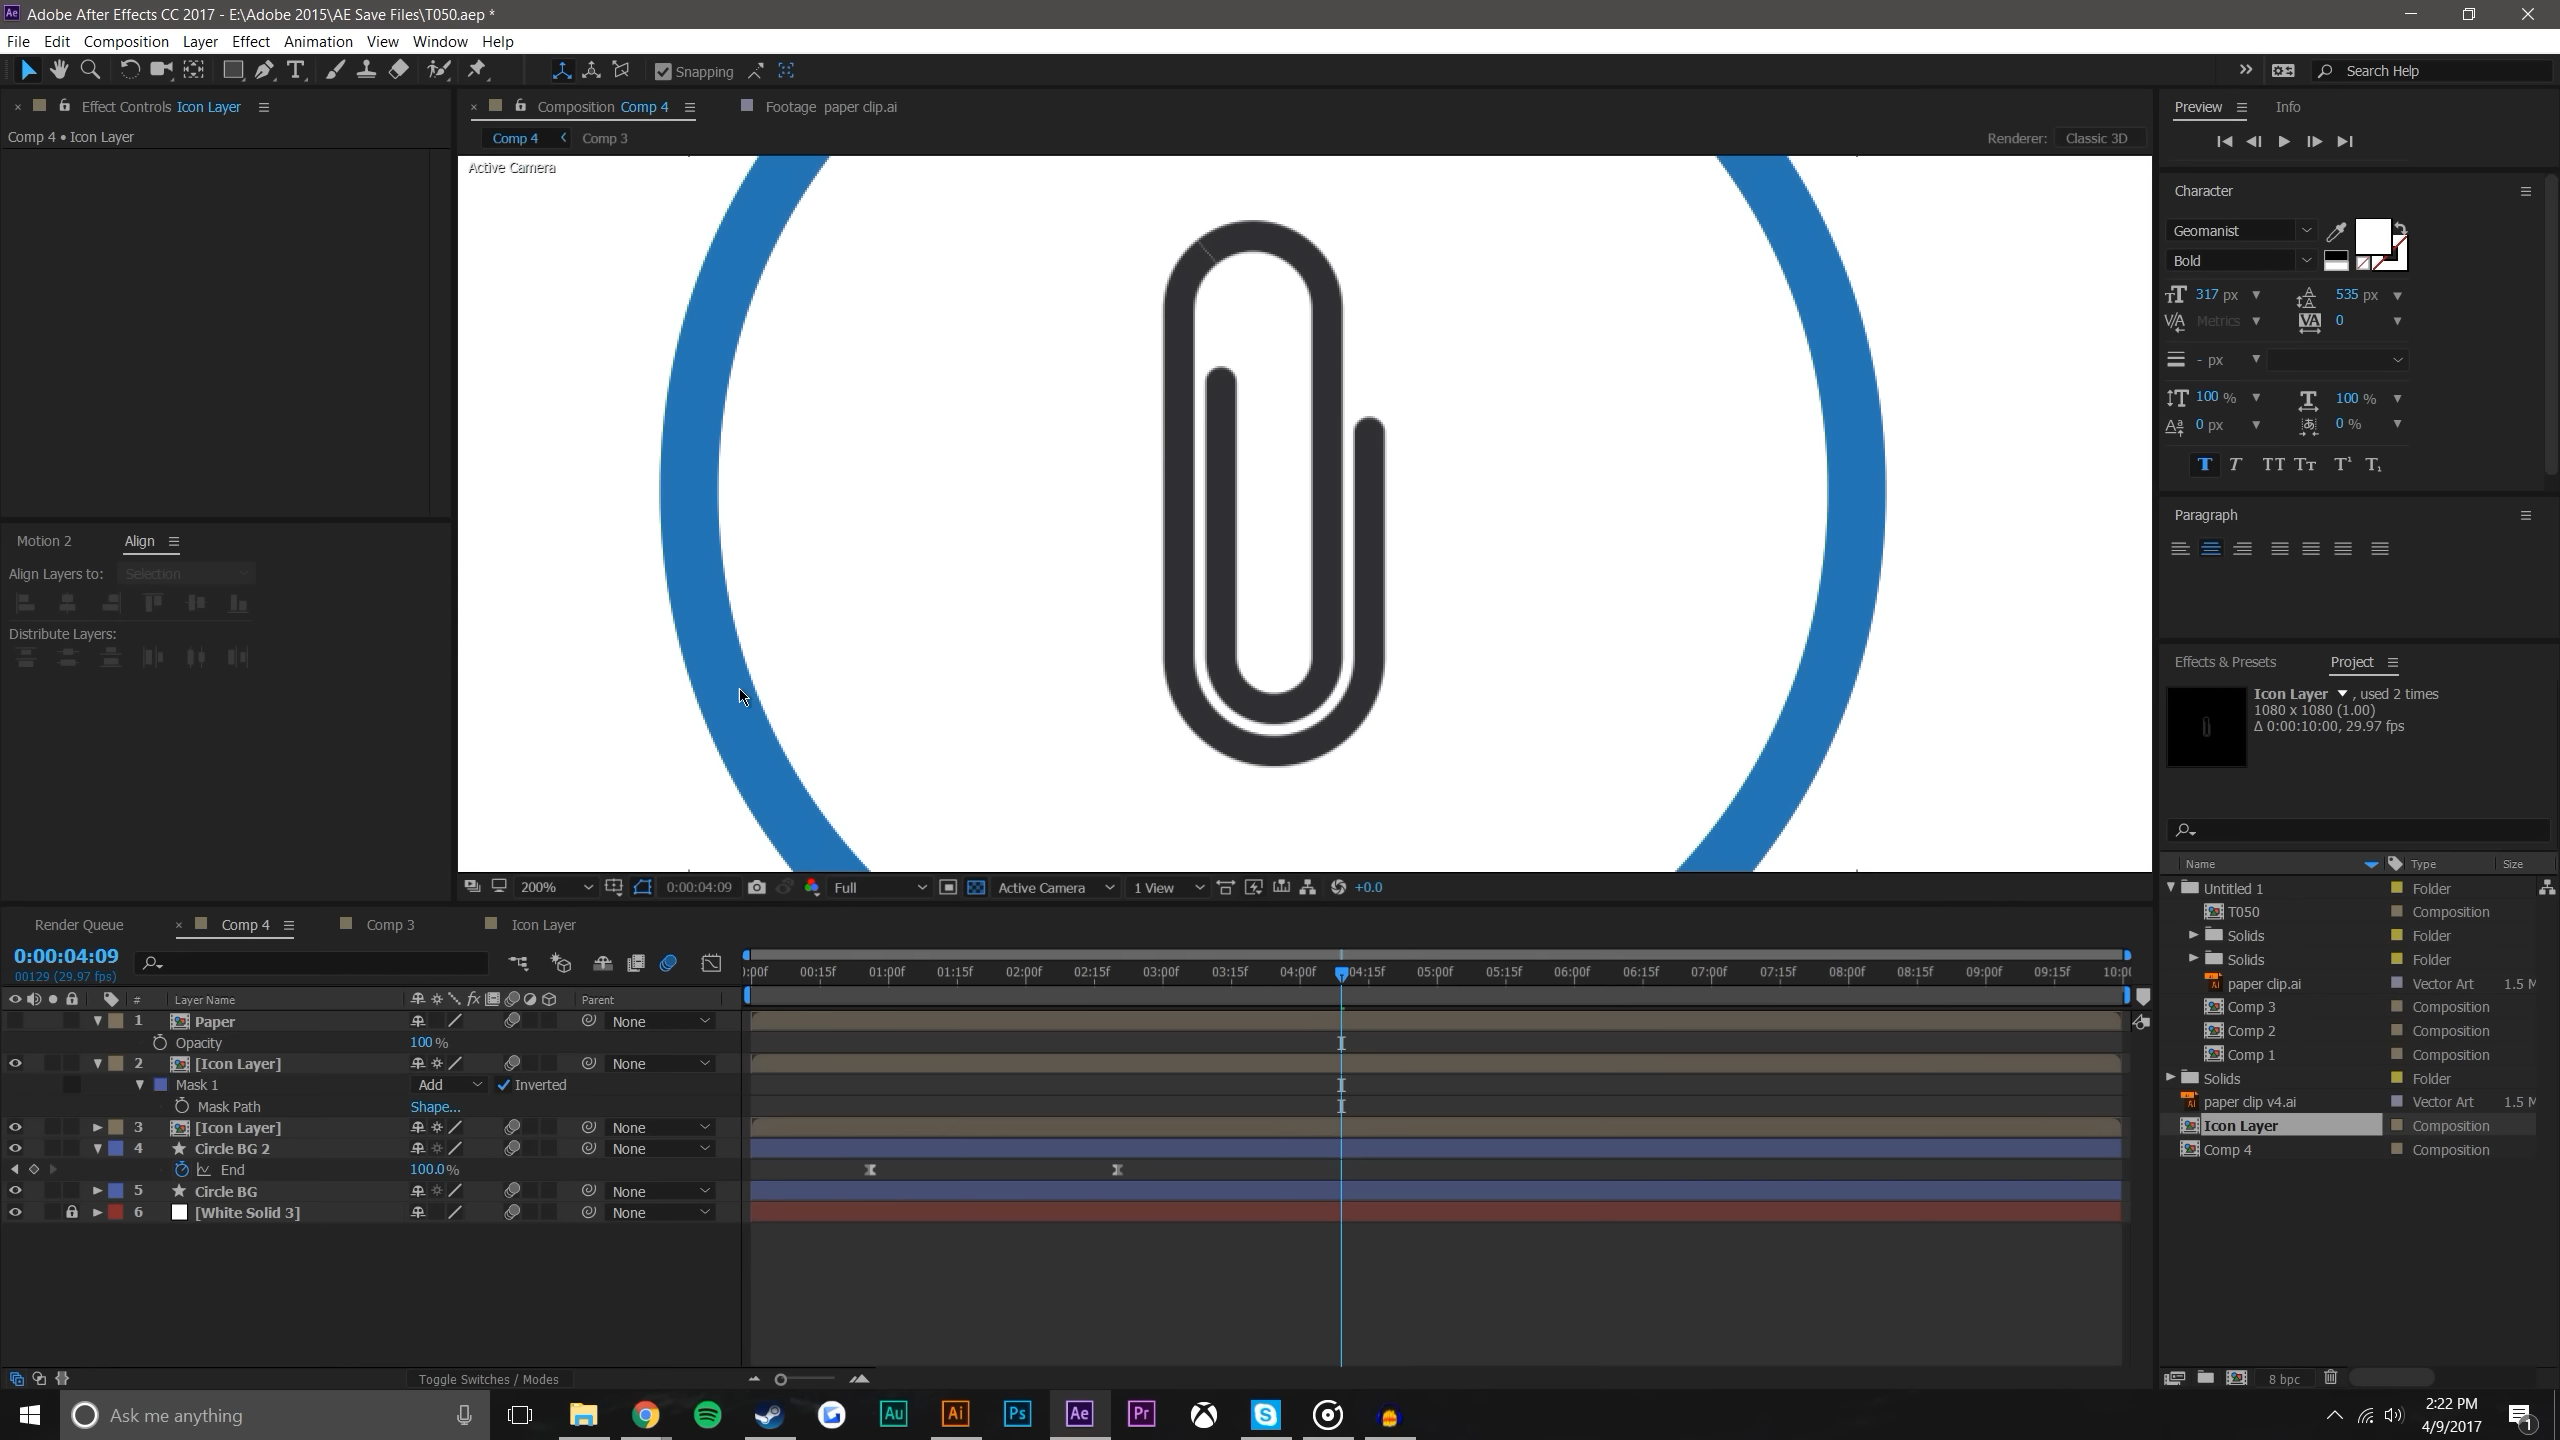 Adobe After Effects CC 2017 - E:\Adobe 2015\AE Save Files\T050.aep *
File Edit Composition Layer Effect Animation View Window Help
Snapping
Search Help
Effect Controls Icon Layer
Composition Comp 4
Footage paper clip.ai
Preview Info
Comp 4 • Icon Layer
Comp 4 Comp 3
Renderer: Classic 3D
Active Camera
Character
Geomanist
Bold
317 px 535 px
Metrics 0
- px
100 % 100 %
0 px 0 %
Paragraph
Motion 2 Align
Align Layers to: Selection
Distribute Layers:
Effects & Presets Project
Icon Layer , used 2 times
1080 x 1080 (1.00)
Δ 0:00:10:00, 29.97 fps
Name Type Size
Untitled 1 Folder
T050 Composition
Solids Folder
Solids Folder
paper clip.ai Vector Art 1.5 M
Comp 3 Composition
Comp 2 Composition
Comp 1 Composition
Solids Folder
paper clip v4.ai Vector Art 1.5 M
Icon Layer Composition
Comp 4 Composition
8 bpc
200% 0:00:04:09 Full Active Camera 1 View +0.0
Render Queue Comp 4 Comp 3 Icon Layer
0:00:04:09
00129 (29.97 fps)
):00f 00:15f 01:00f 01:15f 02:00f 02:15f 03:00f 03:15f 04:00f 04:15f 05:00f 05:15f 06:00f 06:15f 07:00f 07:15f 08:00f 08:15f 09:00f 09:15f 10:00
# Layer Name Parent
1 Paper None
Opacity 100 %
2 [Icon Layer] None
Mask 1 Add Inverted
Mask Path Shape...
3 [Icon Layer] None
4 Circle BG 2 None
End 100.0 %
5 Circle BG None
6 [White Solid 3] None
Toggle Switches / Modes
Ask me anything
Au Ai Ps Ae Pr
2:22 PM
4/9/2017
1